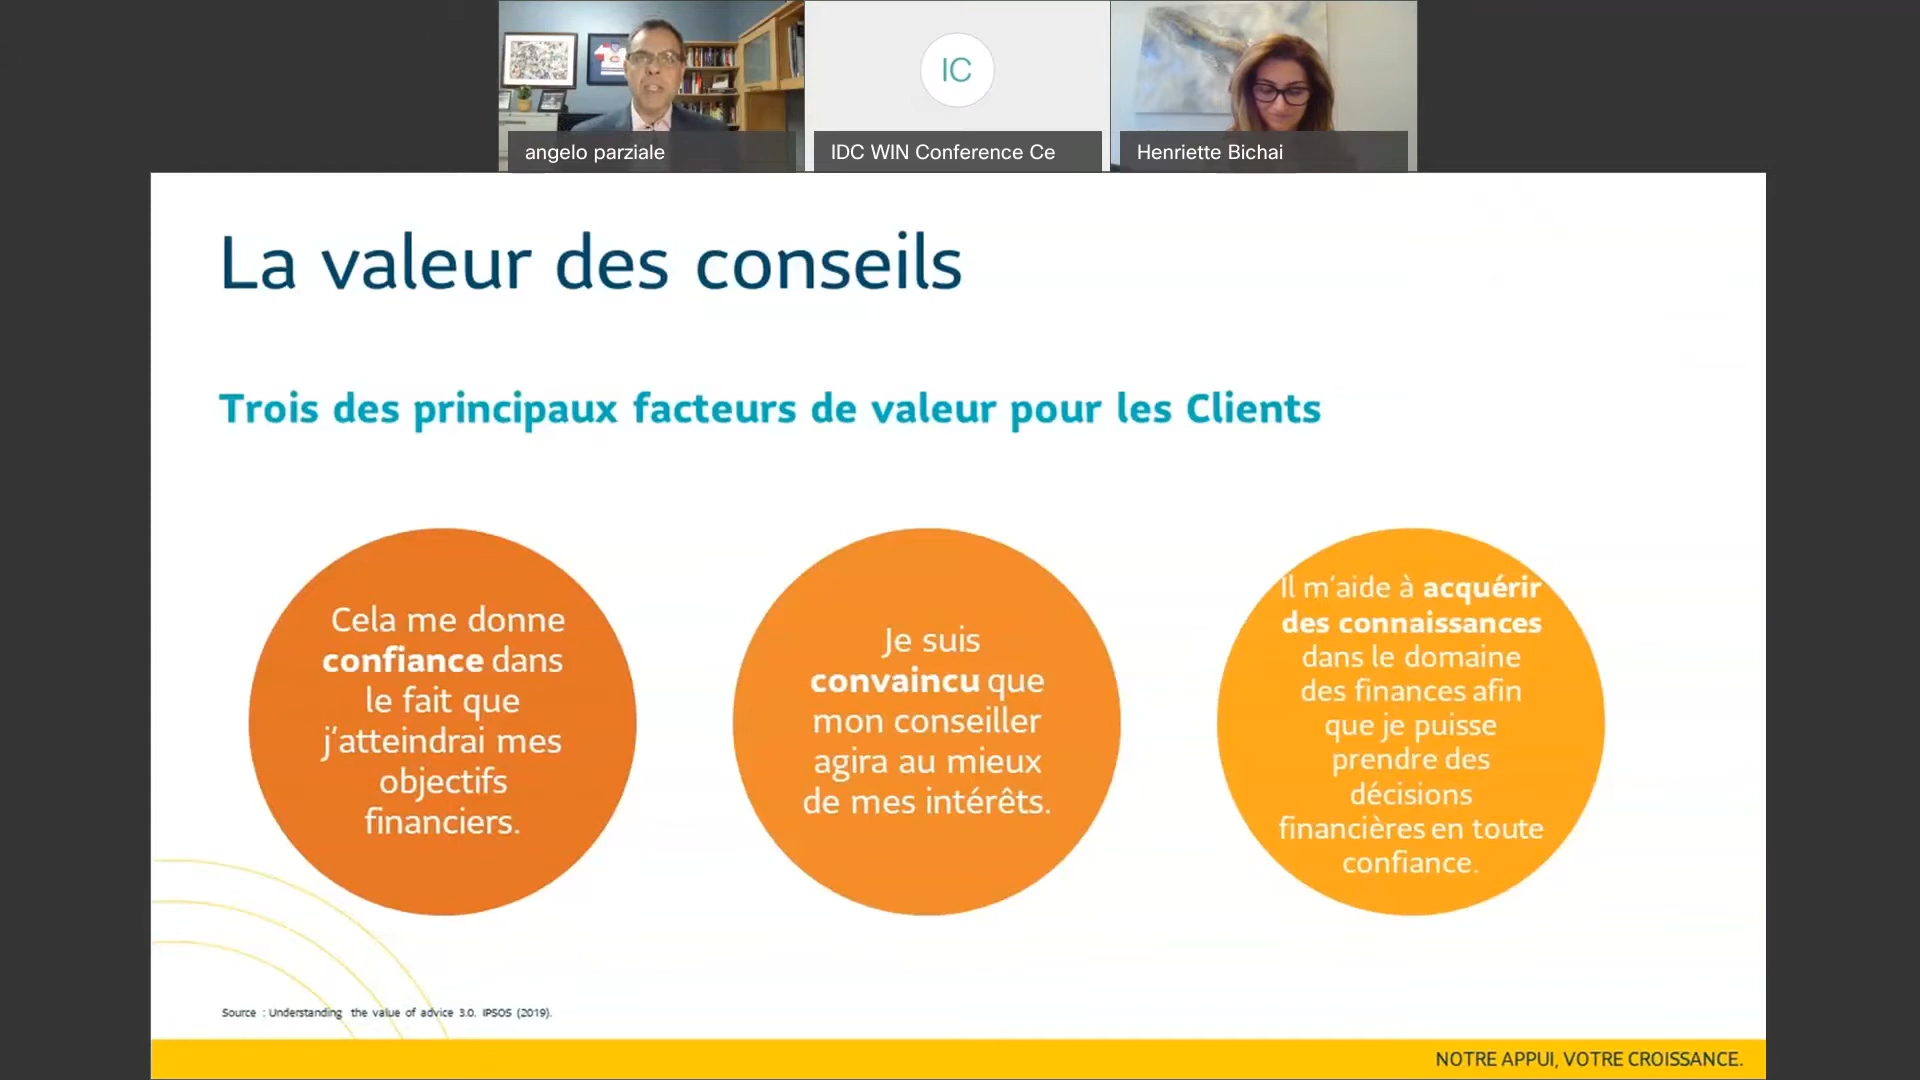 IC
angelo parziale
IDC WIN Conference Ce
Henriette Bichai
La valeur des conseils
Trois des principaux facteurs de valeur pour les Clients
Cela me donne
confiance dans
le fait que
j'atteindrai mes
objectifs
financiers.
Je suis
convaincu que
mon conseiller
agira au mieux
de mes intérêts.
Il m'aide à acquérir
des connaissances
dans le domaine
des finances afin
que je puisse
prendre des
décisions
financières en toute
confiance.
Source : Understanding the value of advice 3.0. IPSOS (2019).
NOTRE APPUI, VOTRE CROISSANCE.